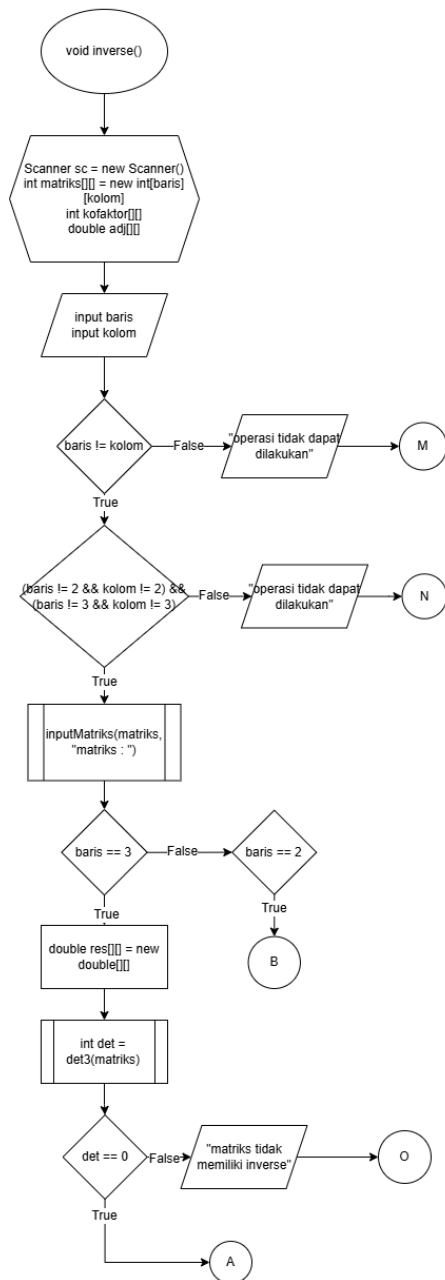 void inverse()
Scanner sc = new Scanner()
int matriks[][] = new int[baris]
[kolom]
int kofaktor[][]
double adj[][]
input baris
input kolom
baris != kolom
False
"operasi tidak dapat
dilakukan"
M
True
(baris != 2 && kolom != 2) &&
(baris != 3 && kolom != 3)
False
"operasi tidak dapat
dilakukan"
N
True
inputMatriks(matriks,
"matriks : ")
baris == 3
False
baris == 2
True
True
B
double res[][] = new
double[][]
int det =
det3(matriks)
det == 0
False
"matriks tidak
memiliki inverse"
O
True
A